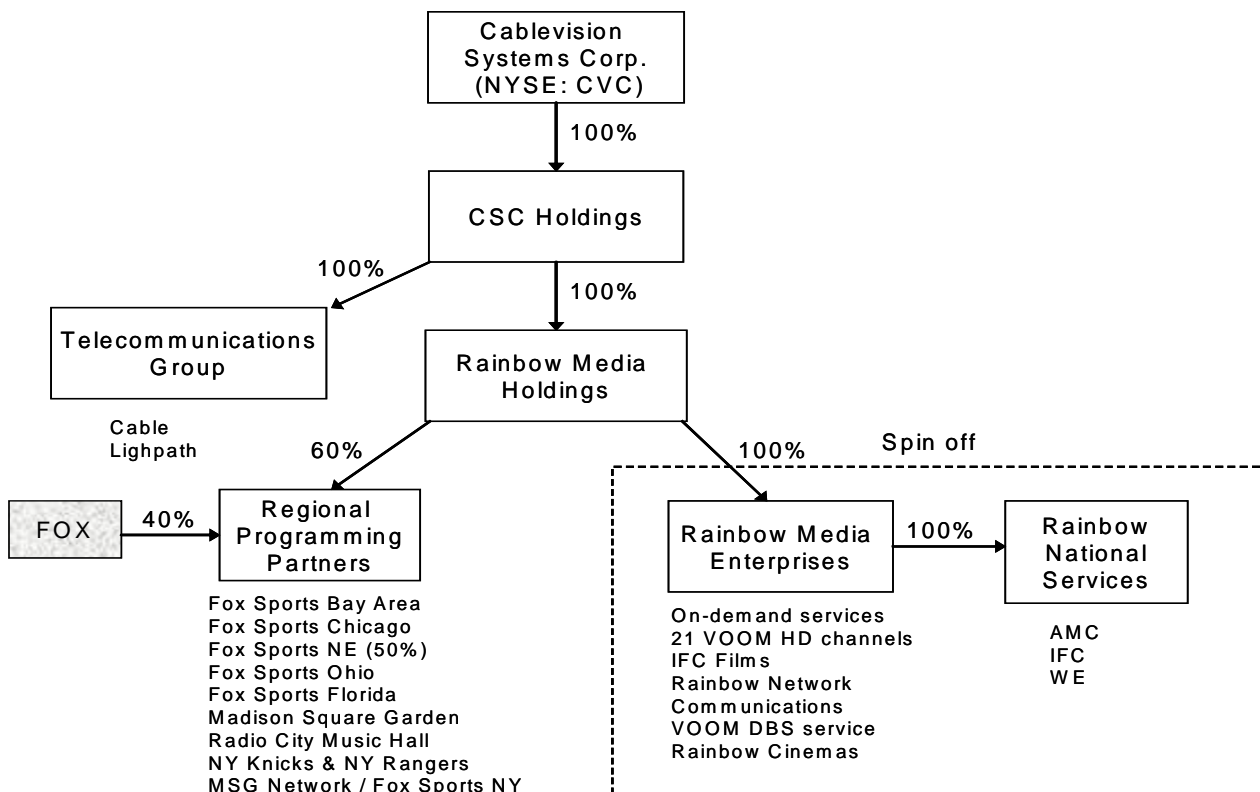 Cablevision
Systems Corp.
(NYSE: CVC)
100%
CSC Holdings
100%
100%
Telecommunications
Group
Rainbow Media
Holdings
Cable
Lighpath
60%
100%
Spin off
FOX
40%
Regional
Programming
Partners
Rainbow Media
Enterprises
100%
Rainbow
National
Services
Fox Sports Bay Area
Fox Sports Chicago
Fox Sports NE (50%)
Fox Sports Ohio
Fox Sports Florida
Madison Square Garden
Radio City Music Hall
NY Knicks & NY Rangers
MSG Network / Fox Sports NY
On-demand services
21 VOOM HD channels
IFC Films
Rainbow Network
Communications
VOOM DBS service
Rainbow Cinemas
AMC
IFC
WE